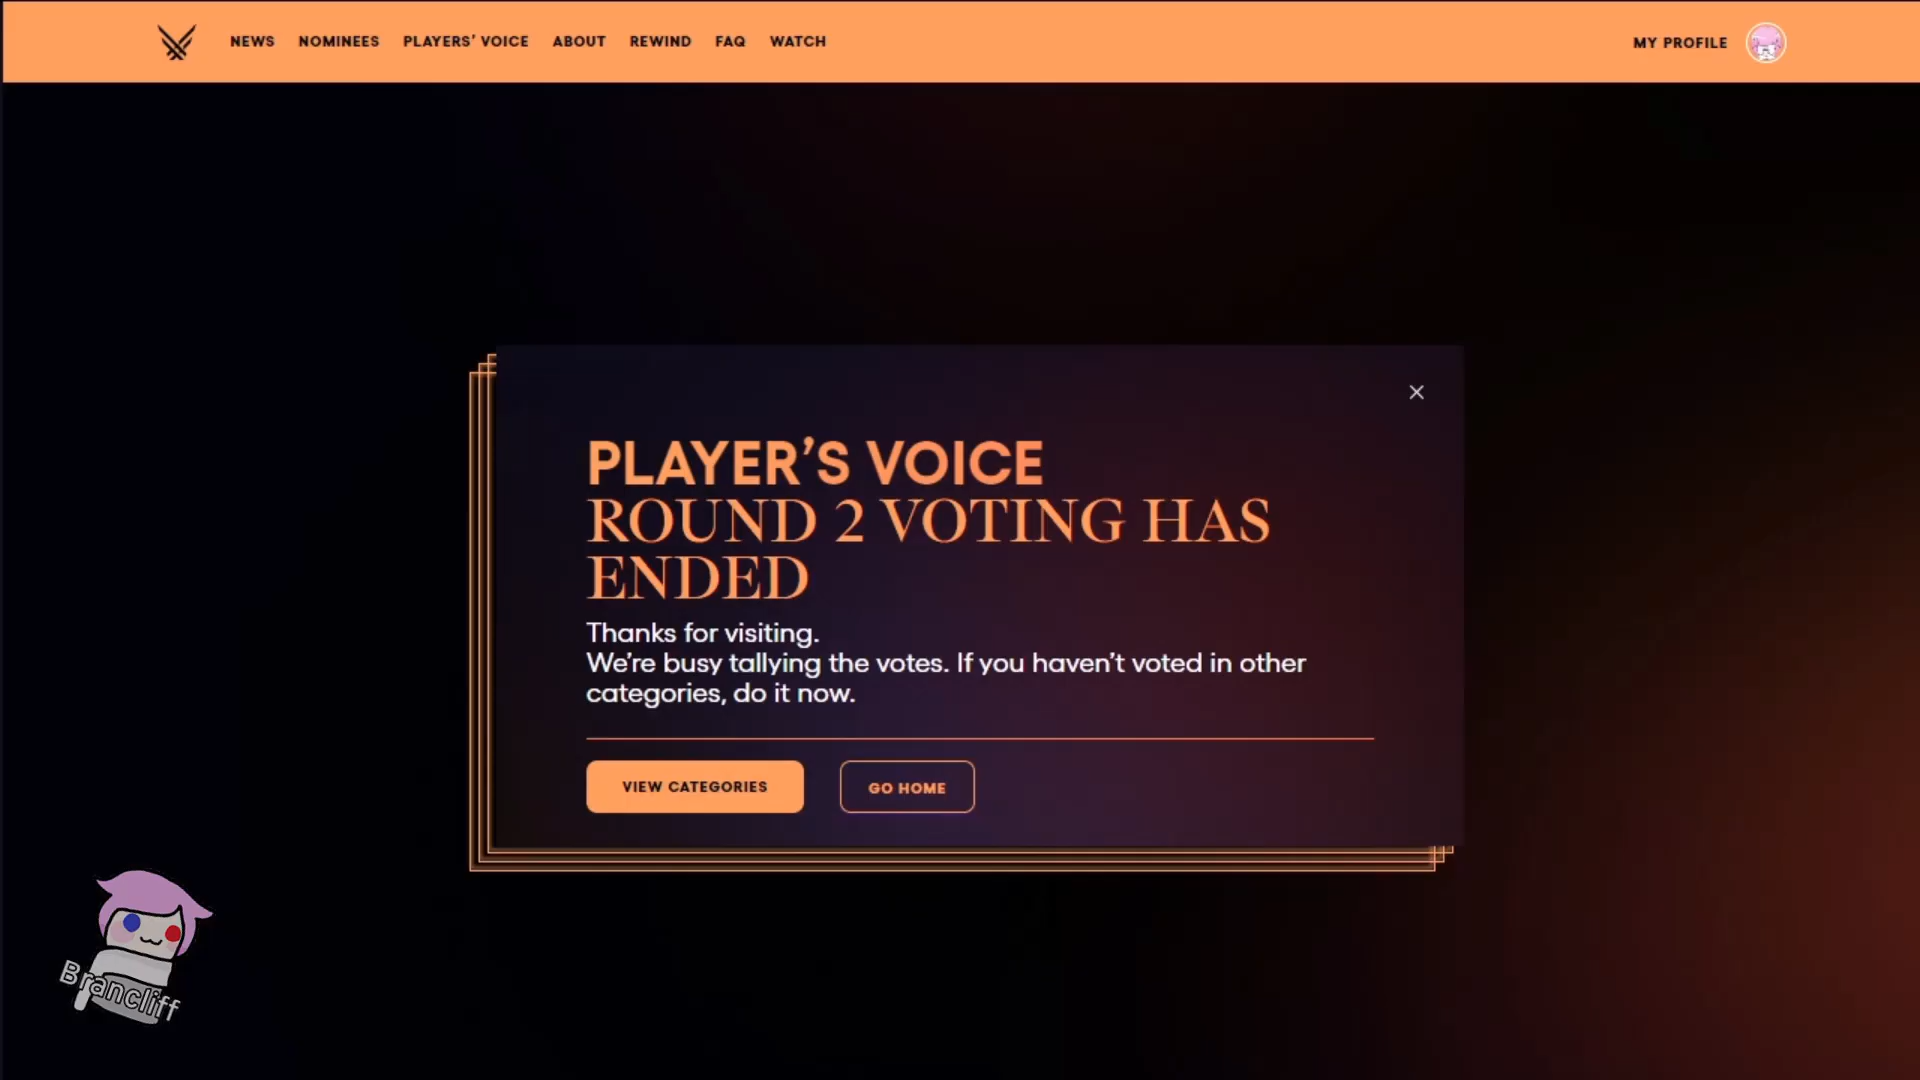 NEWS NOMINEES PLAYERS’ VOICE ABOUT REWIND FAQ WATCH MY PROFILE
PLAYER’S VOICE
ROUND 2 VOTING HAS
ENDED
Thanks for visiting.
We’re busy tallying the votes. If you haven’t voted in other
categories, do it now.
VIEW CATEGORIES GO HOME
Brancliff